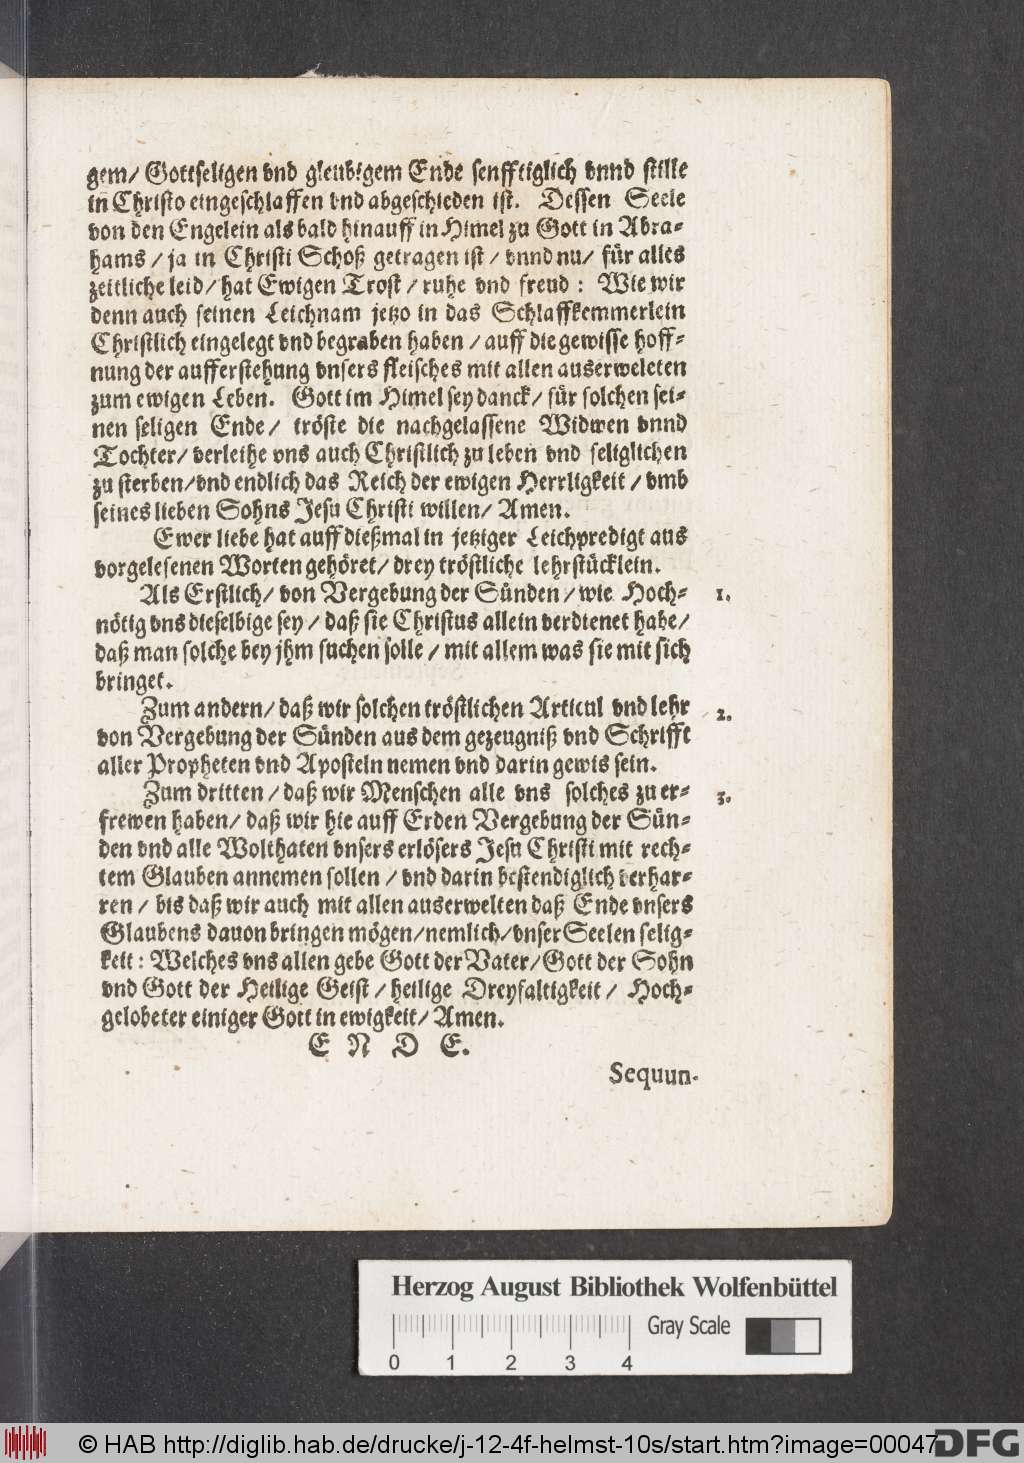 gem/ Gottseligen vnd gleubigem Ende senfftiglich vnnd stille
in Christo eingeschlaffen vnd abgeschieden ist. Dessen Seele
von den Engelein als bald hinauff in Himel zu Gott in Abra-
hams / ja in Christi Schoß getragen ist / vnnd nu/ für alles
zeitliche leid/ hat Ewigen Trost / ruhe vnd freud : Wie wir
denn auch seinen Leichnam jetzo in das Schlaffkemmerlein
Christlich eingelegt vnd begraben haben / auff die gewisse hoff-
nung der aufferstehung vnsers fleisches mit allen auserweleten
zum ewigen Leben. Gott im Himel sey danck/ für solchen sei-
nen seligen Ende/ tröste die nachgelassene Widwen vnnd
Tochter/ verleihe vns auch Christlich zu leben vnd seliglichen
zu sterben/vnd endlich das Reich der ewigen Herrligkeit / vmb
seines lieben Sohns Jesu Christi willen/ Amen.
Ewer liebe hat auff dießmal in jetziger Leichpredigt aus
vorgelesenen Worten gehöret/ drey tröstliche lehrstücklein.
Als Erstlich/ von Vergebung der Sünden / wie Hoch- 1.
nötig vns dieselbige sey / daß sie Christus allein verdienet habe/
daß man solche bey jhm suchen solle / mit allem was sie mit sich
bringet.
Zum andern/ daß wir solchen tröstlichen Articul vnd lehr 2.
von Vergebung der Sünden aus dem gezeugniß vnd Schrifft
aller Propheten vnd Aposteln nemen vnd darin gewis sein.
Zum dritten / daß wir Menschen alle vns solches zu er- 3.
frewen haben/ daß wir hie auff Erden Vergebung der Sün-
den vnd alle Wolthaten vnsers erlösers Jesu Christi mit rech-
tem Glauben annemen sollen / vnd darin bestendiglich verhar-
ren / bis daß wir auch mit allen auserwelten daß Ende vnsers
Glaubens dauon bringen mögen/nemlich/vnser Seelen selig-
keit : Welches vns allen gebe Gott der Vater/Gott der Sohn
vnd Gott der Heilige Geist / heilige Dreyfaltigkeit / Hoch-
gelobeter einiger Gott in ewigkeit/ Amen.
E N D E.
Sequun-
Herzog August Bibliothek Wolfenbüttel
Gray Scale
0 1 2 3 4
© HAB http://diglib.hab.de/drucke/j-12-4f-helmst-10s/start.htm?image=00047
DFG